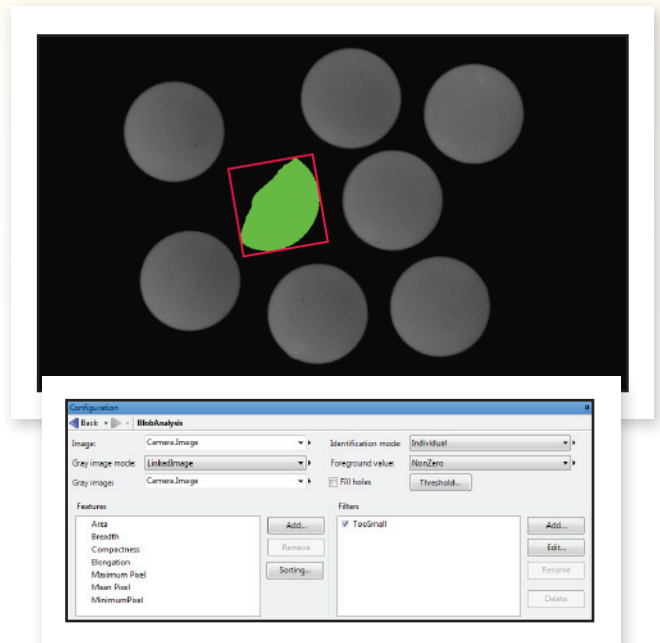 Configuration
Back BlobAnalysis
Image: Camera.Image Identification mode: Individual
Gray image mode: LinkedImage Foreground value: NonZero
Gray image: Camera.Image Fill holes Threshold...
Features Filters
Area Add... TooSmall Add...
Breadth
Compactness Remove Edit...
Elongation
Maximum Pixel Sorting... Rename
Mean Pixel
MinimumPixel Delete